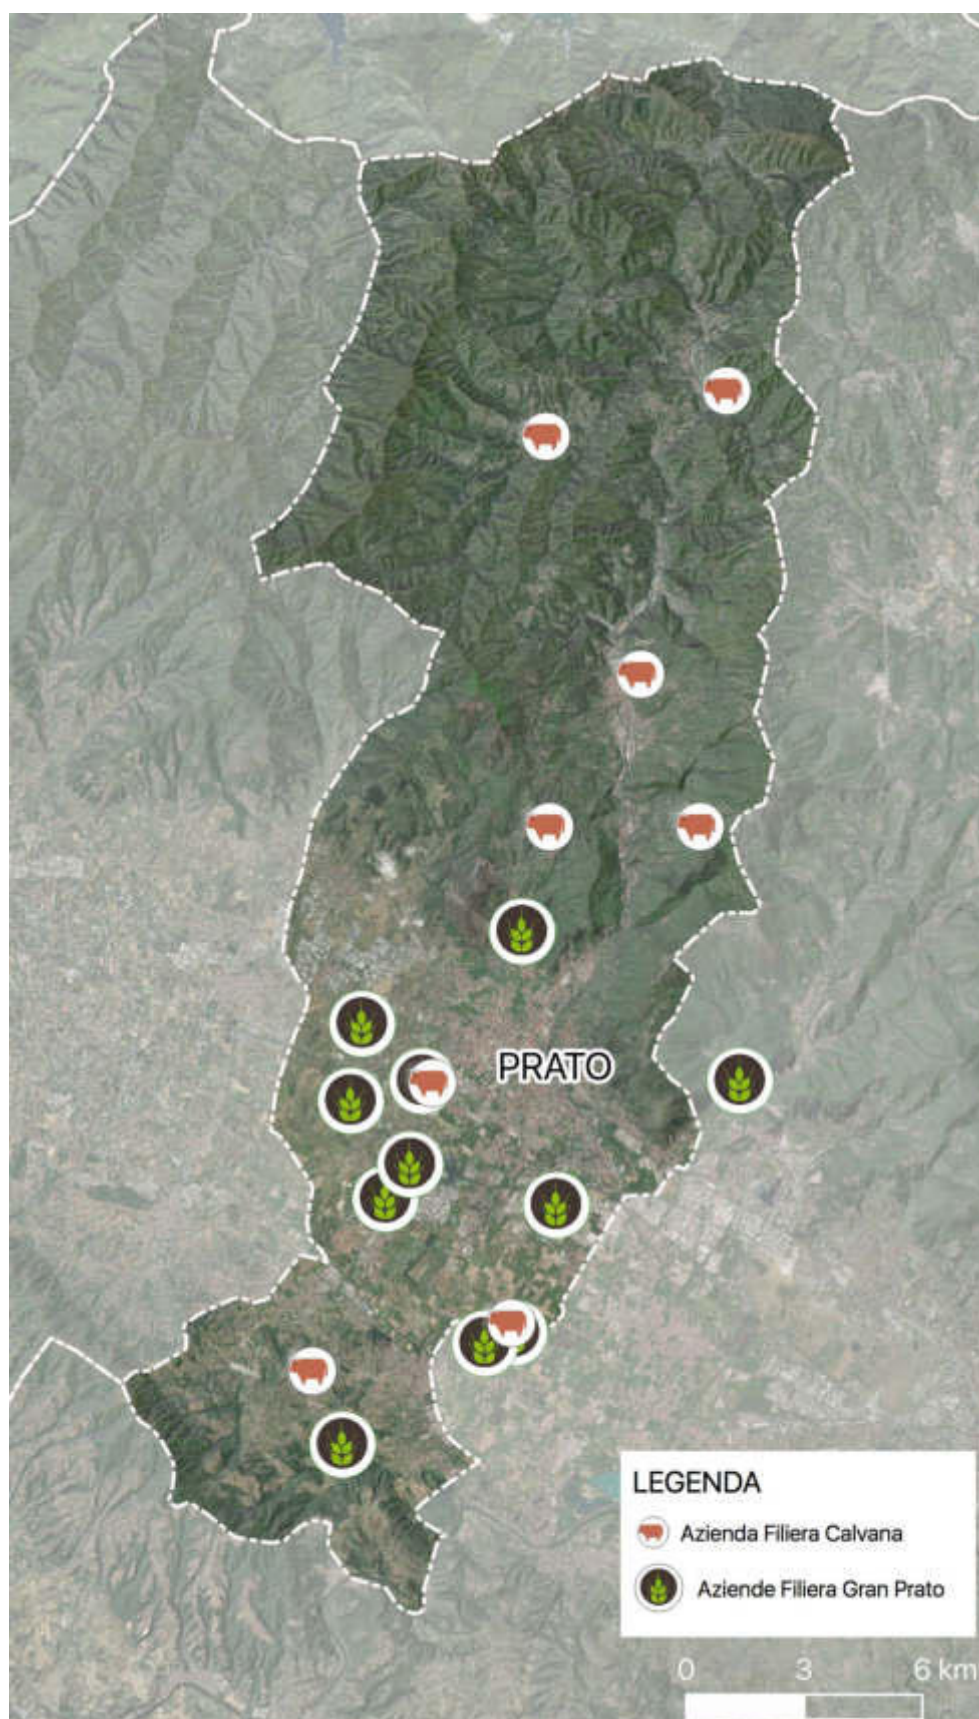 PRATO
LEGENDA
Azienda Filiera Calvana
Aziende Filiera Gran Prato
0 3 6 km